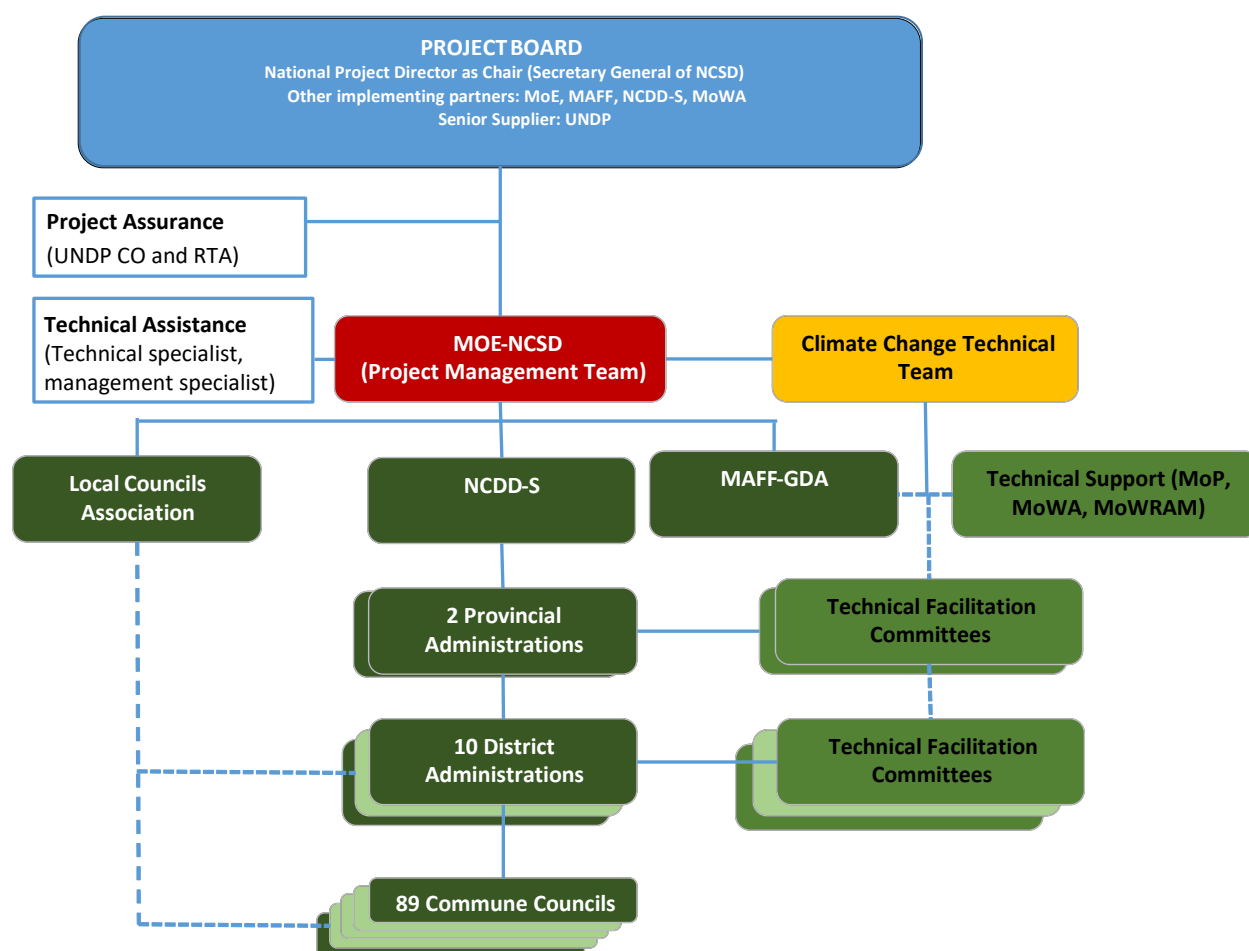 PROJECT BOARD
National Project Director as Chair (Secretary General of NCSD)
Other implementing partners: MoE, MAFF, NCDD-S, MoWA
Senior Supplier: UNDP
Project Assurance
(UNDP CO and RTA)
Technical Assistance
(Technical specialist,
management specialist)
MOE-NCSD
(Project Management Team)
Climate Change Technical
Team
Local Councils
Association
NCDD-S
MAFF-GDA
Technical Support (MoP,
MoWA, MoWRAM)
2 Provincial
Administrations
Technical Facilitation
Committees
10 District
Administrations
Technical Facilitation
Committees
89 Commune Councils